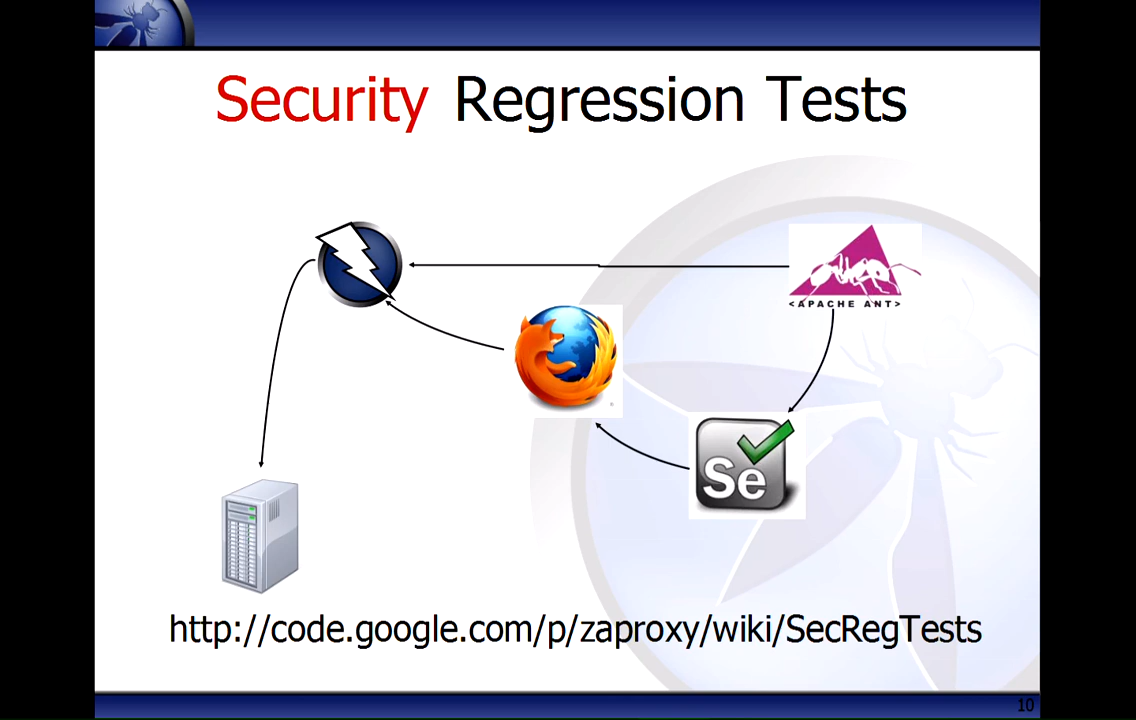 Security Regression Tests
<APACHE ANT>
Se
http://code.google.com/p/zaproxy/wiki/SecRegTests
10